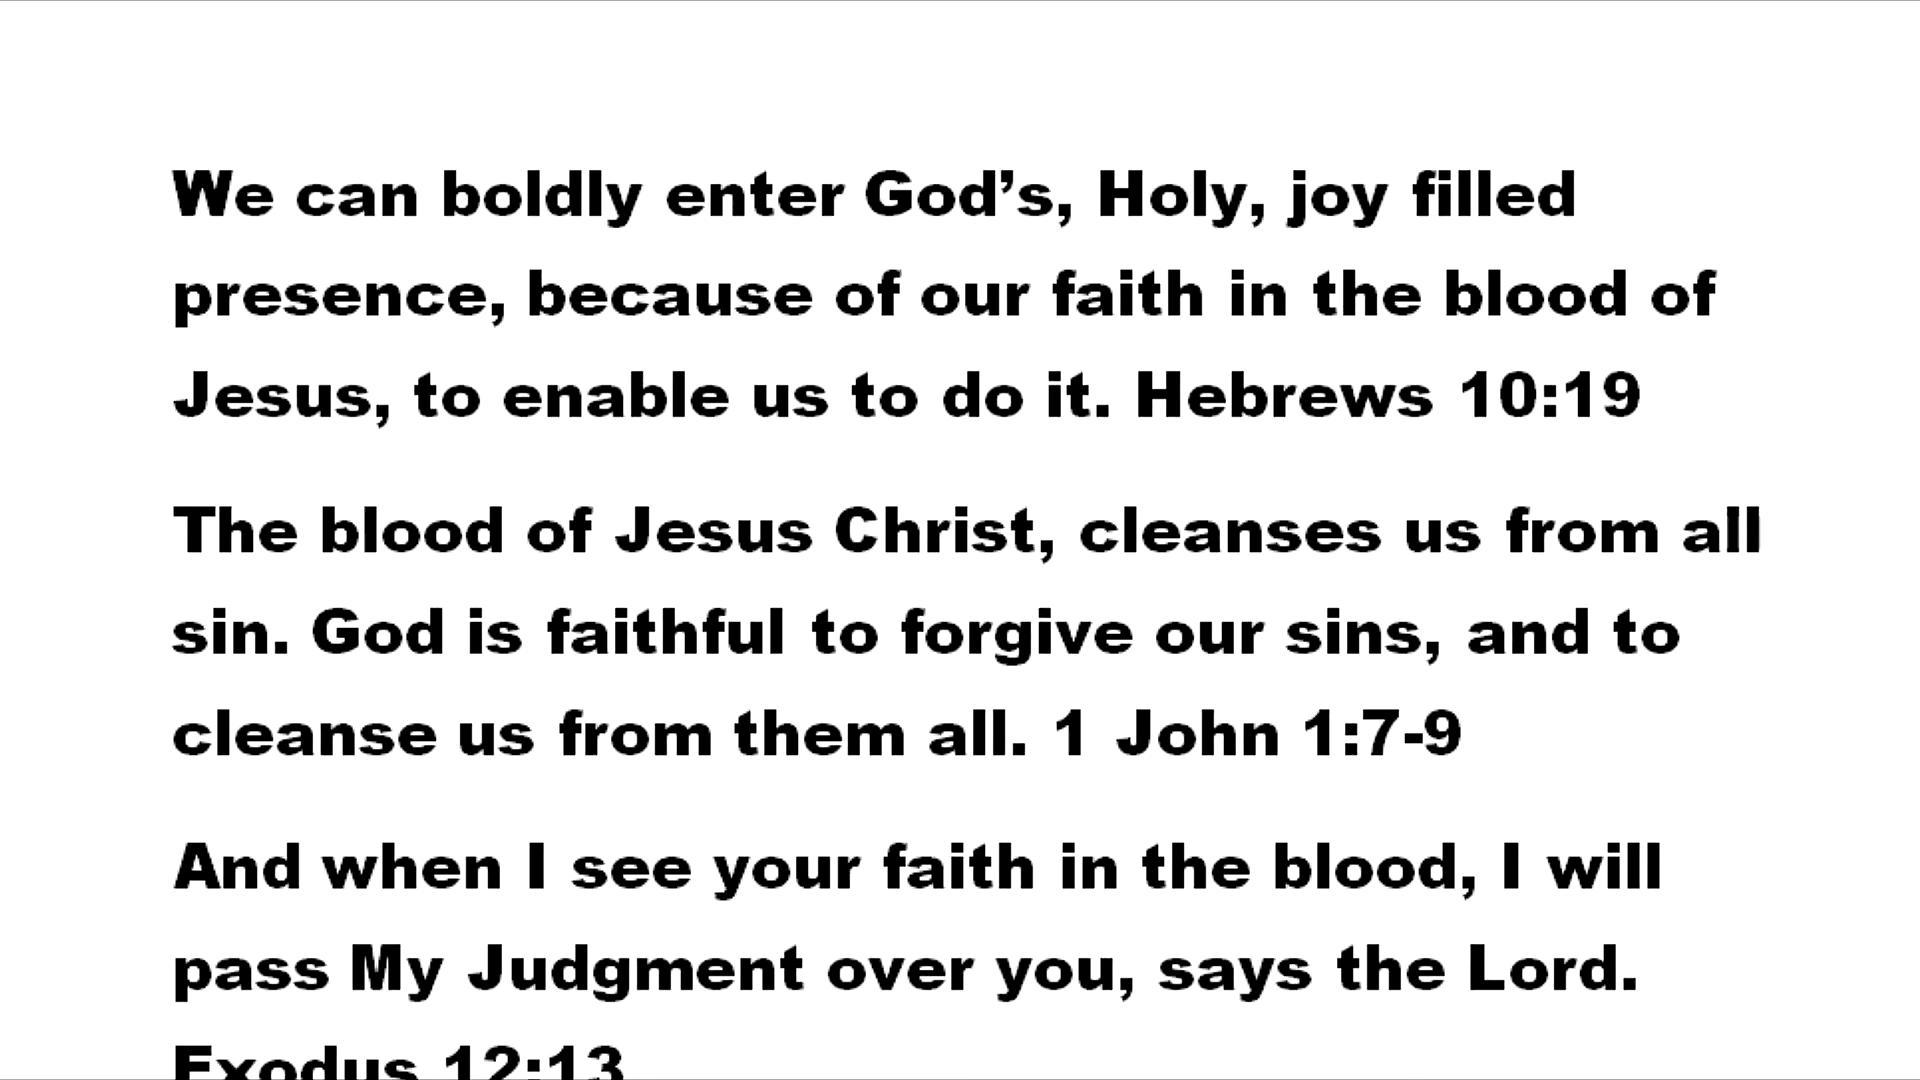 We can boldly enter God’s, Holy, joy filled
presence, because of our faith in the blood of
Jesus, to enable us to do it. Hebrews 10:19
The blood of Jesus Christ, cleanses us from all
sin. God is faithful to forgive our sins, and to
cleanse us from them all. 1 John 1:7-9
And when I see your faith in the blood, I will
pass My Judgment over you, says the Lord.
Exodus 12:13